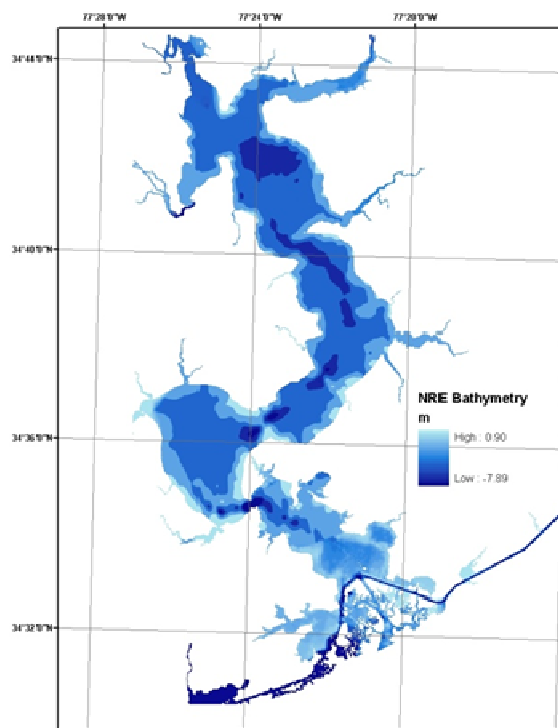 77°28'0"W
77°24'0"W
77°20'0"W
34°44'0"N
34°40'0"N
34°36'0"N
34°32'0"N
NRE Bathymetry
m
High : 0.90
Low : -7.89